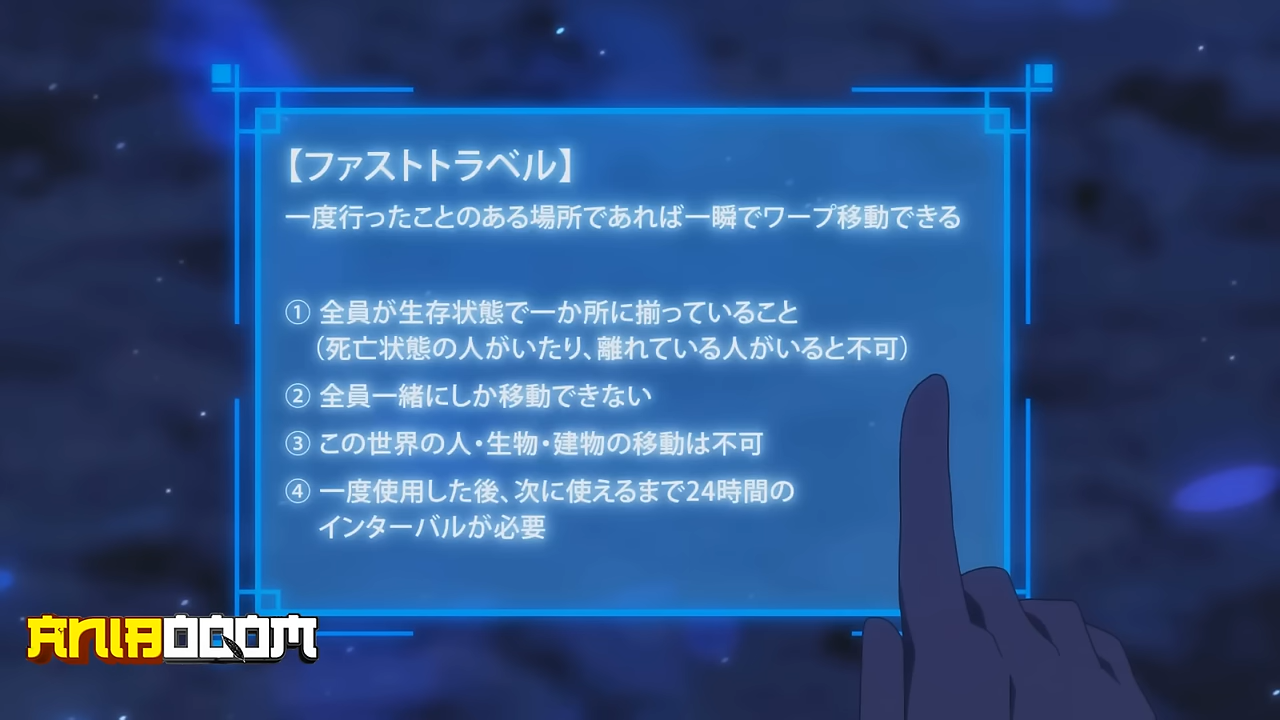 【ファストトラベル】
一度行ったことのある場所であれば一瞬でワープ移動できる
① 全員が生存状態で一か所に揃っていること
（死亡状態の人がいたり、離れている人がいると不可）
② 全員一緒にしか移動できない
③ この世界の人・生物・建物の移動は不可
④ 一度使用した後、次に使えるまで24時間の
インターバルが必要
ANIBOOM